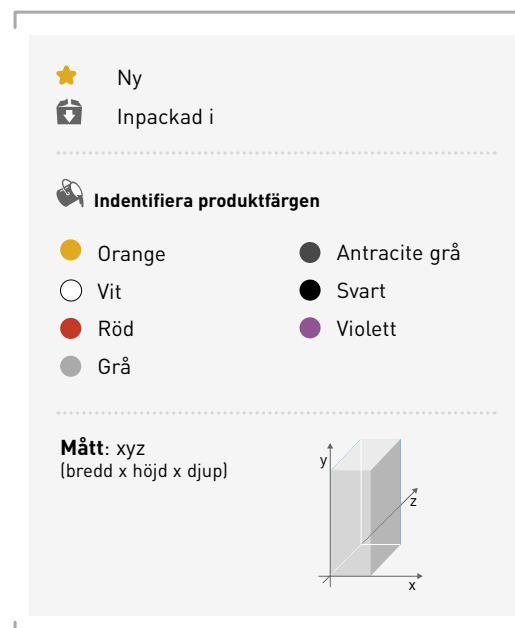 Ny
Inpackad i
Indentifiera produktfärgen
Orange
Vit
Röd
Grå
Antracite grå
Svart
Violett
Mått: xyz
(bredd x höjd x djup)
y
z
x